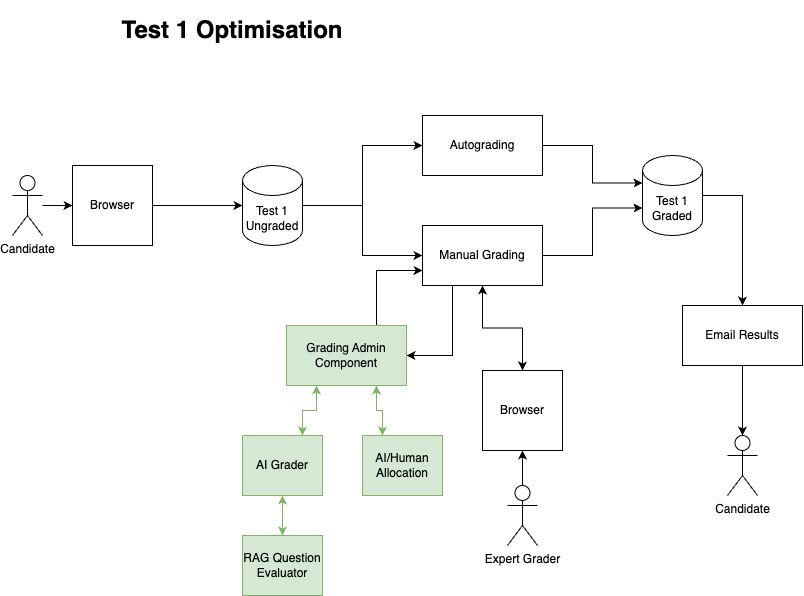 Test 1 Optimisation
Autograding
Browser
Test 1
Ungraded
Test 1
Graded
Candidate
Manual Grading
Grading Admin
Component
Email Results
Browser
AI Grader
AI/Human
Allocation
Candidate
Expert Grader
RAG Question
Evaluator